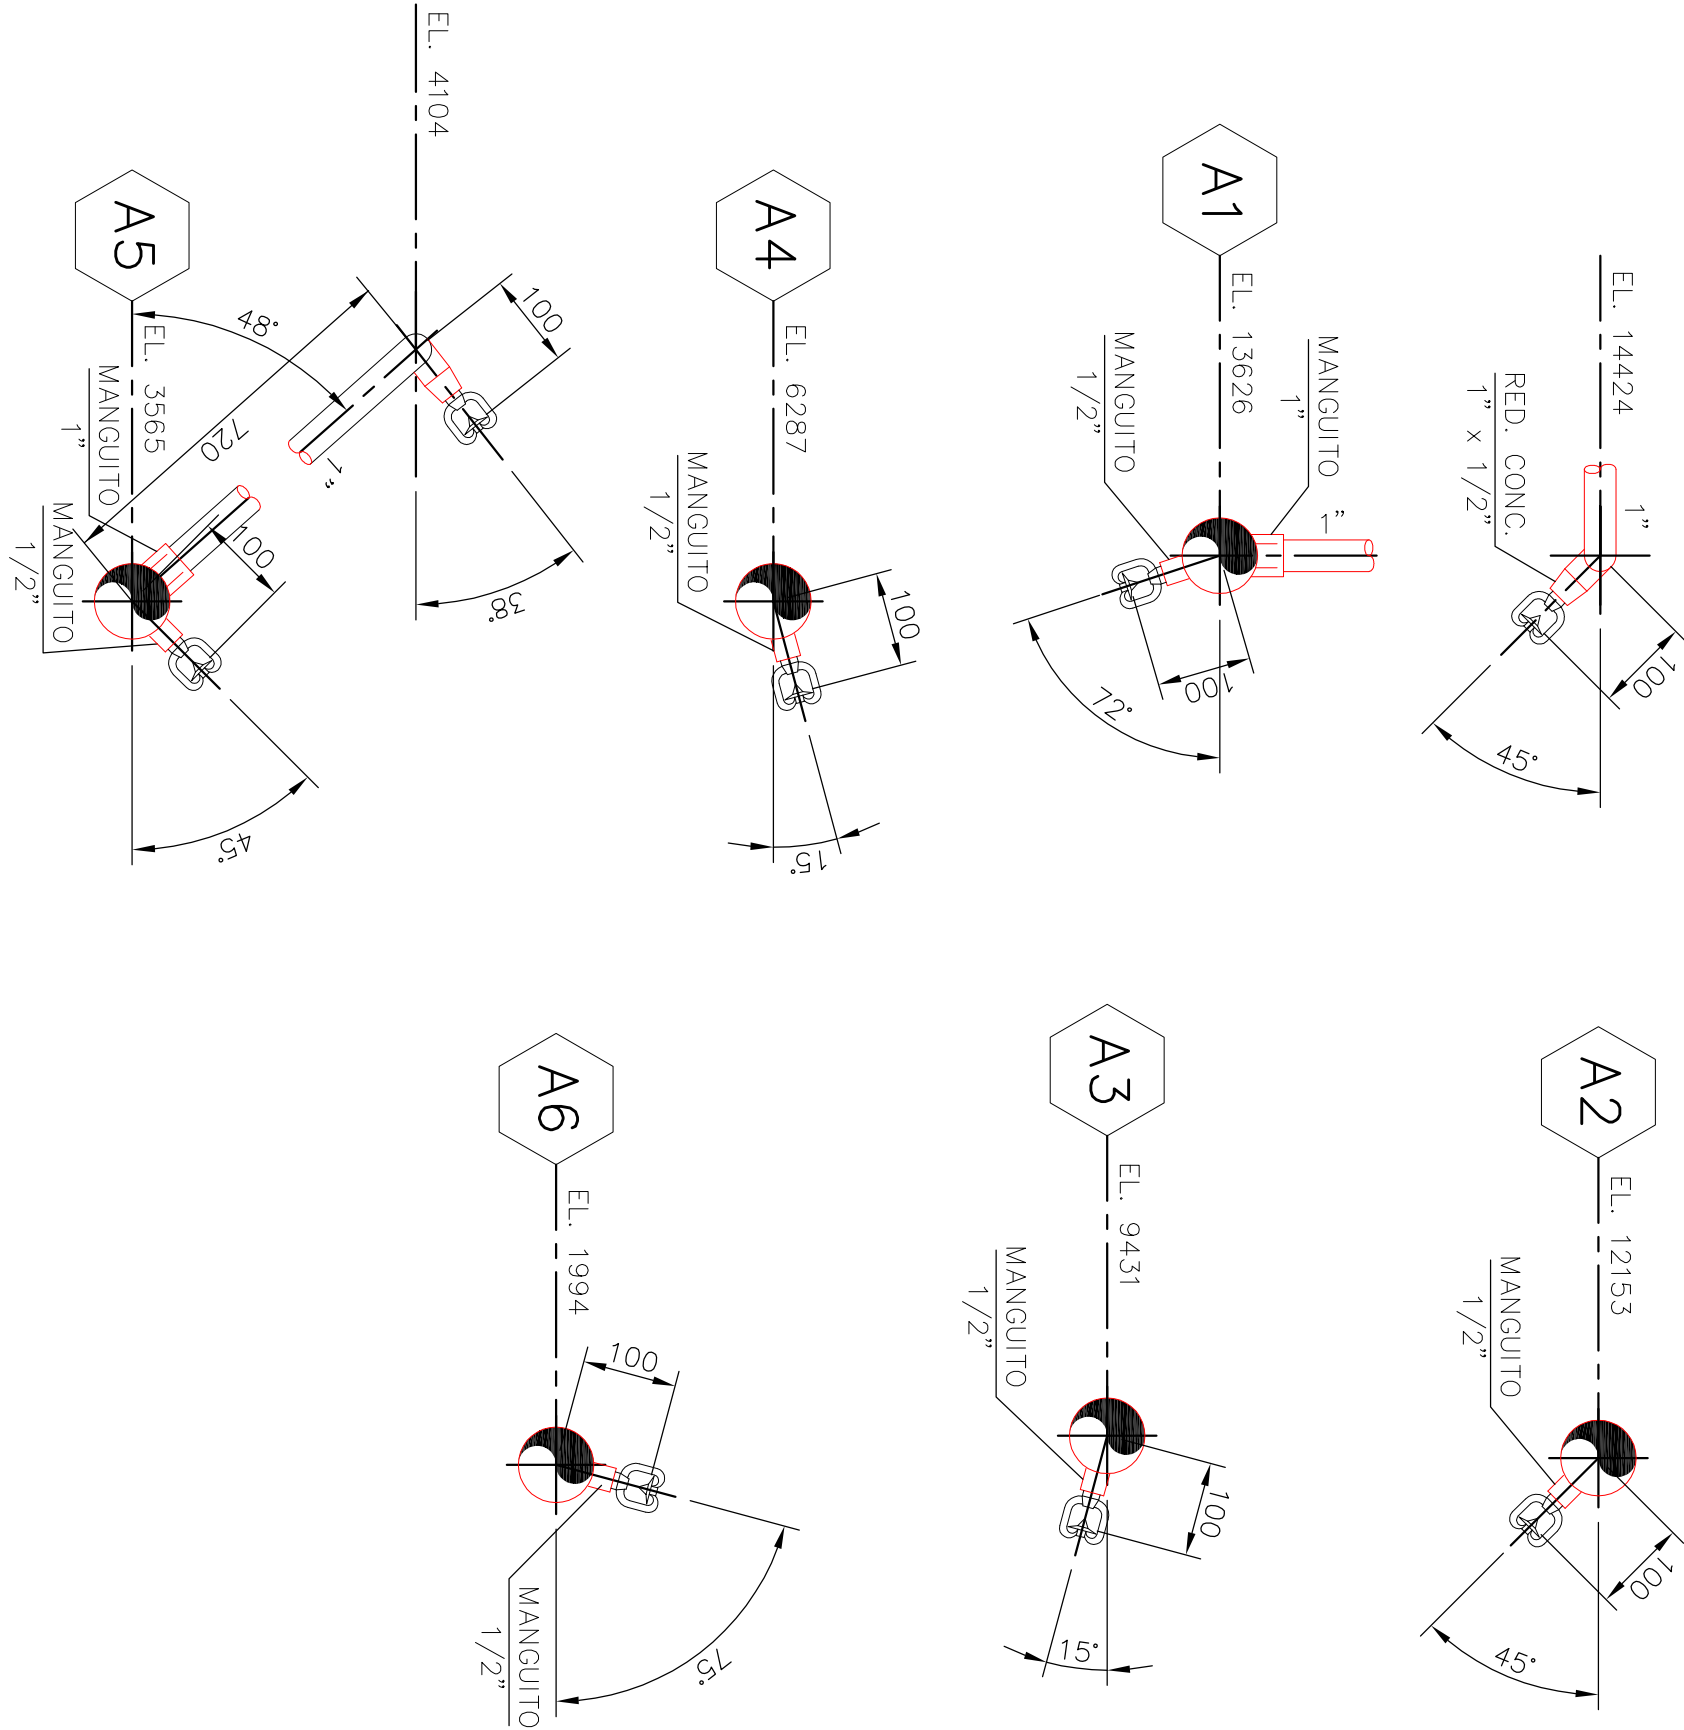 EL. 14424
1"
RED. CONC.
1" x 1/2"
100
45°
A1
EL. 13626
MANGUITO
1"
1"
MANGUITO
1/2"
100
72°
A4
EL. 6287
MANGUITO
1/2"
100
15°
EL. 4104
100
38°
48°
720
1"
A5
EL. 3565
MANGUITO
1"
MANGUITO
1/2"
100
45°
A2
EL. 12153
MANGUITO
1/2"
100
45°
A3
EL. 9431
MANGUITO
1/2"
100
15°
A6
EL. 1994
100
MANGUITO
1/2"
75°